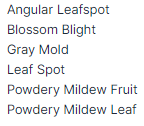 Angular Leafspot
Blossom Blight
Gray Mold
Leaf Spot
Powdery Mildew Fruit
Powdery Mildew Leaf